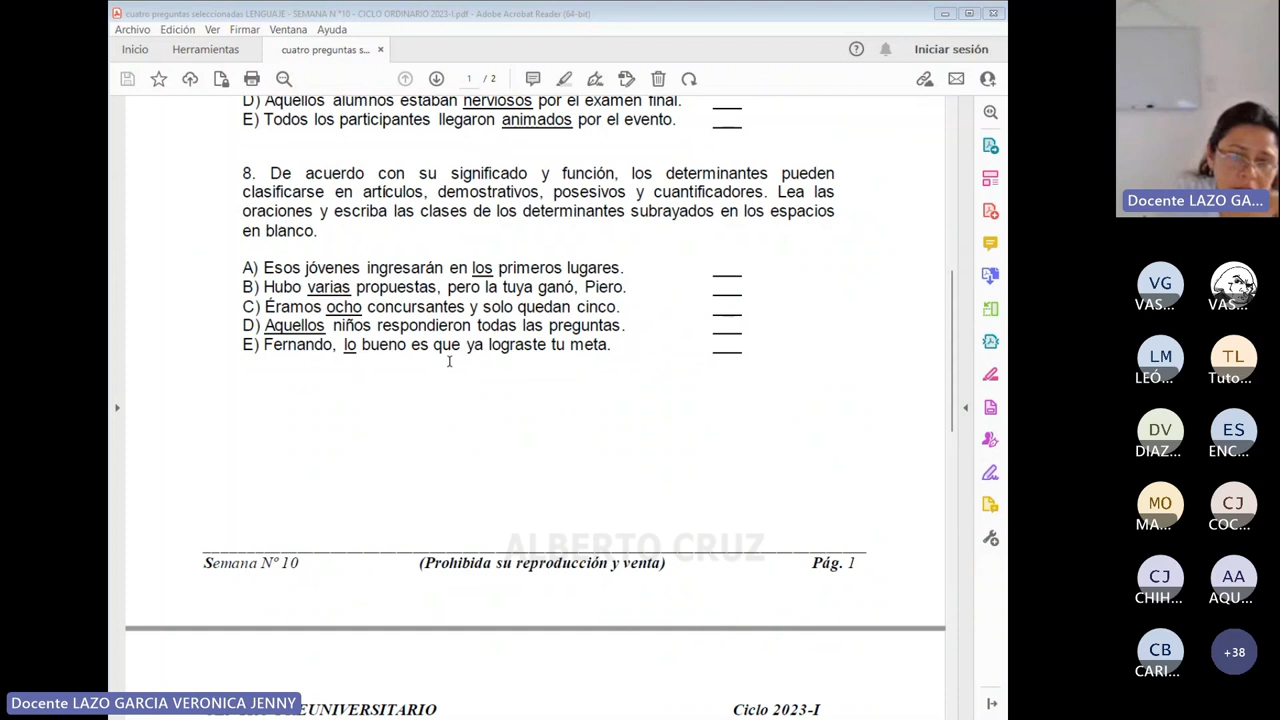 cuatro preguntas seleccionadas LENGUAJE - SEMANA N °10 - CICLO ORDINARIO 2023-I.pdf - Adobe Acrobat Reader (64-bit)
Archivo Edición Ver Firmar Ventana Ayuda
Inicio Herramientas cuatro preguntas s... × Iniciar sesión
1 / 2
D) Aquellos alumnos estaban nerviosos por el examen final. ___
E) Todos los participantes llegaron animados por el evento. ___
8. De acuerdo con su significado y función, los determinantes pueden
clasificarse en artículos, demostrativos, posesivos y cuantificadores. Lea las
oraciones y escriba las clases de los determinantes subrayados en los espacios
en blanco.
A) Esos jóvenes ingresarán en los primeros lugares. ___
B) Hubo varias propuestas, pero la tuya ganó, Piero. ___
C) Éramos ocho concursantes y solo quedan cinco. ___
D) Aquellos niños respondieron todas las preguntas. ___
E) Fernando, lo bueno es que ya lograste tu meta. ___
ALBERTO CRUZ
Semana Nº 10 (Prohibida su reproducción y venta) Pág. 1
EUNIVERSITARIO Ciclo 2023-I
Docente LAZO GARCIA VERONICA JENNY
Docente LAZO GA...
VG
VAS... VAS...
LM TL
LEÓ... Tuto...
DV ES
DIAZ... ENC...
MO CJ
MA... COC...
CJ AA
CHIH... AQU...
CB +38
CARI...